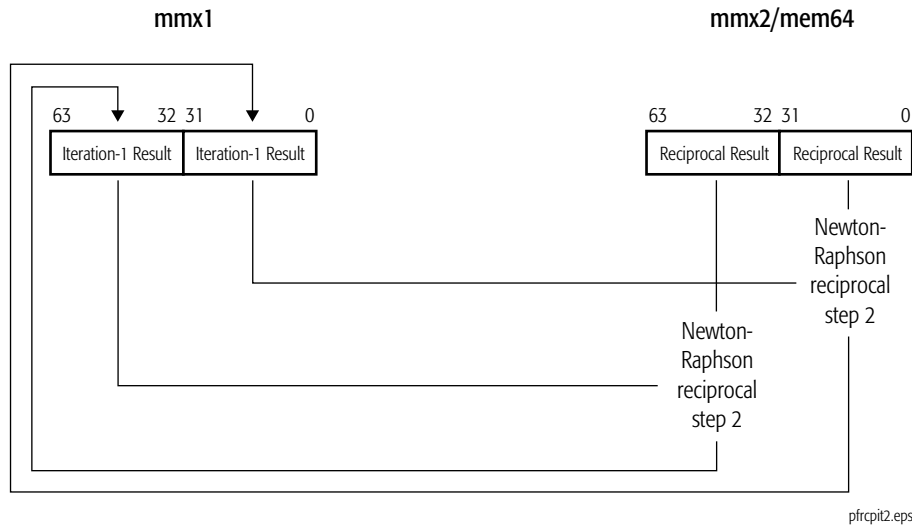 mmx1 mmx2/mem64
63 32 31 0 63 32 31 0
Iteration-1 Result Iteration-1 Result Reciprocal Result Reciprocal Result
Newton-
Raphson
reciprocal
step 2
Newton-
Raphson
reciprocal
step 2
pfrcpit2.eps